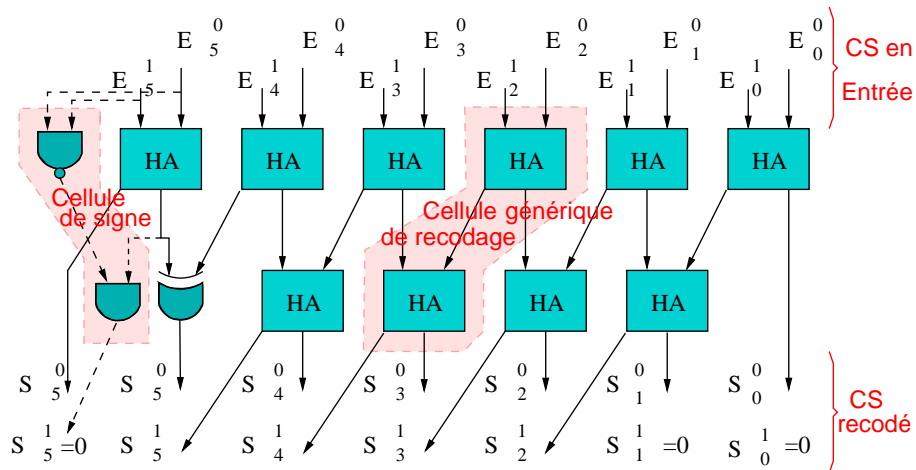 E 0 5 E 0 4 E 0 3 E 0 2 E 0 1 E 0 0
CS en
E 1 5 E 1 4 E 1 3 E 1 2 E 1 1 E 1 0
Entrée
HA HA HA HA HA HA
Cellule
de signe
Cellule générique
de recodage
HA HA HA HA
S 0 5 S 0 5 S 0 4 S 0 3 S 0 2 S 0 1 S 0 0
CS
recodé
S 1 5 =0 S 1 5 S 1 4 S 1 3 S 1 2 S 1 1 =0 S 1 0 =0